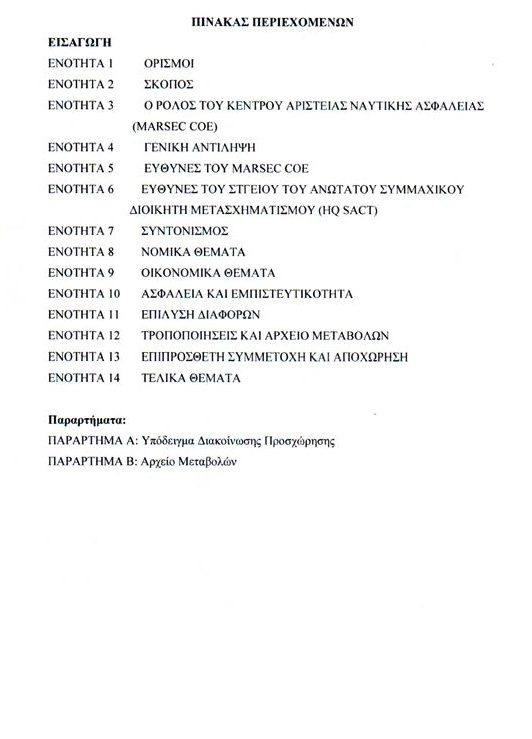 ΠΙΝΑΚΑΣ ΠΕΡΙΕΧΟΜΕΝΩΝ
ΕΙΣΑΓΩΓΗ
ΕΝΟΤΗΤΑ 1 ΟΡΙΣΜΟΙ
ΕΝΟΤΗΤΑ 2 ΣΚΟΠΟΣ
ΕΝΟΤΗΤΑ 3 Ο ΡΟΛΟΣ ΤΟΥ ΚΕΝΤΡΟΥ ΑΡΙΣΤΕΙΑΣ ΝΑΥΤΙΚΗΣ ΑΣΦΑΛΕΙΑΣ
(MARSEC COE)
ΕΝΟΤΗΤΑ 4 ΓΕΝΙΚΗ ΑΝΤΙΛΗΨΗ
ΕΝΟΤΗΤΑ 5 ΕΥΘΥΝΕΣ ΤΟΥ MARSEC COE
ΕΝΟΤΗΤΑ 6 ΕΥΘΥΝΕΣ ΤΟΥ ΣΤΓΕΙΟΥ ΤΟΥ ΑΝΩΤΑΤΟΥ ΣΥΜΜΑΧΙΚΟΥ
ΔΙΟΙΚΗΤΗ ΜΕΤΑΣΧΗΜΑΤΙΣΜΟΥ (HQ SACT)
ΕΝΟΤΗΤΑ 7 ΣΥΝΤΟΝΙΣΜΟΣ
ΕΝΟΤΗΤΑ 8 ΝΟΜΙΚΑ ΘΕΜΑΤΑ
ΕΝΟΤΗΤΑ 9 ΟΙΚΟΝΟΜΙΚΑ ΘΕΜΑΤΑ
ΕΝΟΤΗΤΑ 10 ΑΣΦΑΛΕΙΑ ΚΑΙ ΕΜΠΙΣΤΕΥΤΙΚΟΤΗΤΑ
ΕΝΟΤΗΤΑ 11 ΕΠΙΛΥΣΗ ΔΙΑΦΟΡΩΝ
ΕΝΟΤΗΤΑ 12 ΤΡΟΠΟΠΟΙΗΣΕΙΣ ΚΑΙ ΑΡΧΕΙΟ ΜΕΤΑΒΟΛΩΝ
ΕΝΟΤΗΤΑ 13 ΕΠΙΠΡΟΣΘΕΤΗ ΣΥΜΜΕΤΟΧΗ ΚΑΙ ΑΠΟΧΩΡΗΣΗ
ΕΝΟΤΗΤΑ 14 ΤΕΛΙΚΑ ΘΕΜΑΤΑ
Παραρτήματα:
ΠΑΡΑΡΤΗΜΑ Α: Υπόδειγμα Διακοίνωσης Προσχώρησης
ΠΑΡΑΡΤΗΜΑ Β: Αρχείο Μεταβολών